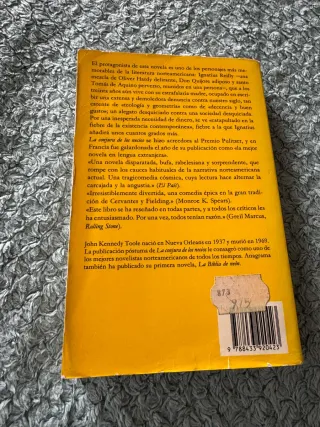 El protagonista de esta novela es uno de los personajes más me-
morables de la literatura norteamericana: Ignatius Reilly –una
mezcla de Oliver Hardy delirante, Don Quijote adiposo y santo
Tomás de Aquino perverso, reunidos en una persona–, que a los
treinta años aún vive con su estrafalaria madre, ocupado en escri-
bir una extensa y demoledora denuncia contra nuestro siglo, tan
carente de «teología y geometría» como de «decencia y buen
gusto»; un alegato desquiciado contra una sociedad desquiciada.
Por una inesperada necesidad de dinero, se ve «catapultado en la
fiebre de la existencia contemporánea», fiebre a la que Ignatius
añadirá unos cuantos grados más.
La conjura de los necios se hizo acreedora al Premio Pulitzer, y en
Francia fue galardonada el año de su publicación como «la mejor
novela en lengua extranjera».
«Una novela disparatada, bufa, rabelesiana y sorprendente, que
rompe con los cauces habituales de la narrativa norteamericana
actual. Una tragicomedia cósmica, cuya lectura hace alternar la
carcajada y la angustia.» (El País).
«Irresistiblemente divertida, una comedia épica en la gran tradi-
ción de Cervantes y Fielding.» (Moscoe K. Spears).
«Este libro se ha reseñado en todas partes, y a todos los críticos les
ha entusiasmado. Por una vez, todos tenían razón.» (Greil Marcus,
Rolling Stone).
John Kennedy Toole nació en Nueva Orleans en 1937 y murió en 1969.
La publicación póstuma de La conjura de los necios le consagró como uno de
los mejores novelistas norteamericanos de todos los tiempos. Anagrama
también ha publicado su primera novela, La Biblia de neón.
873
9 788433 920423